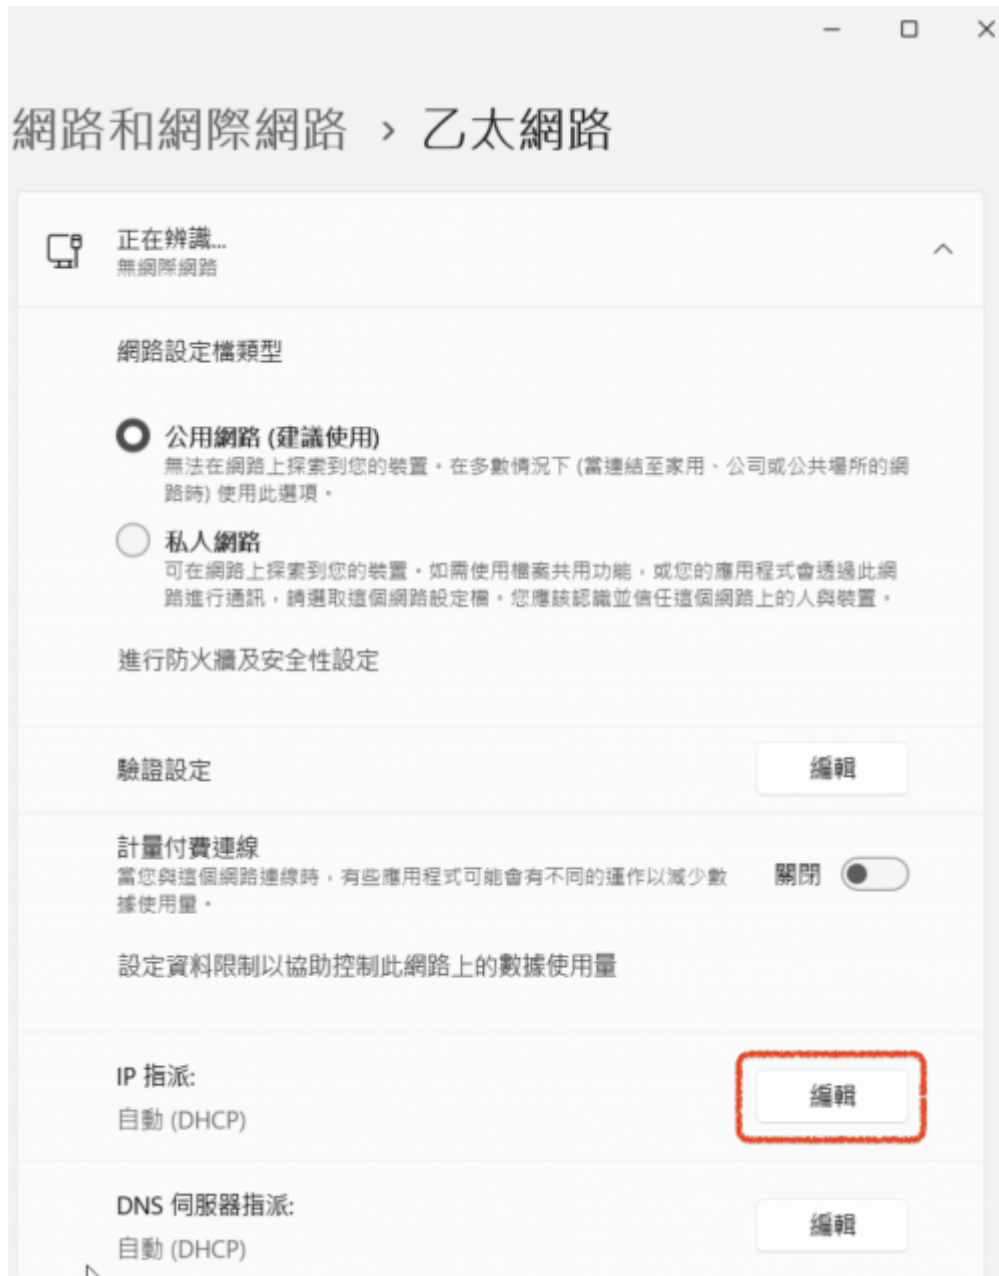 網路和網際網路 › 乙太網路
正在辨識...
無網際網路
網路設定檔類型
公用網路 (建議使用)
無法在網路上探索到您的裝置。在多數情況下 (當連結至家用、公司或公共場所的網
路時) 使用此選項。
私人網路
可在網路上探索到您的裝置。如需使用檔案共用功能，或您的應用程式會透過此網
路進行通訊，請選取這個網路設定檔。您應該認識並信任這個網路上的人與裝置。
進行防火牆及安全性設定
驗證設定
編輯
計量付費連線
當您與這個網路連線時，有些應用程式可能會有不同的運作以減少數
據使用量。
關閉
設定資料限制以協助控制此網路上的數據使用量
IP 指派:
自動 (DHCP)
編輯
DNS 伺服器指派:
自動 (DHCP)
編輯